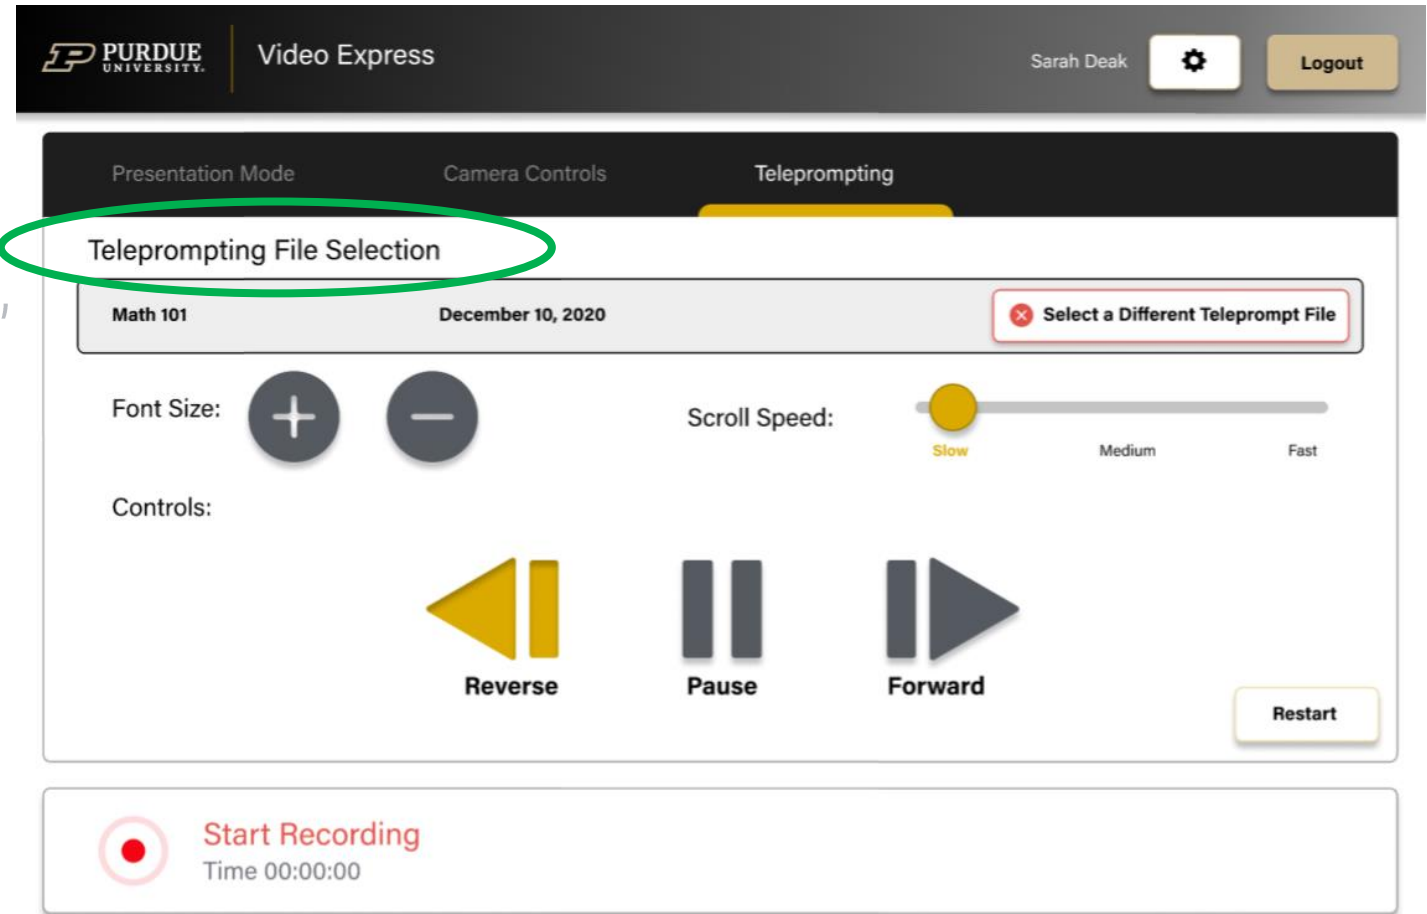 PURDUE UNIVERSITY. Video Express Sarah Deak Logout
Presentation Mode Camera Controls Teleprompting
Teleprompting File Selection
Math 101 December 10, 2020 Select a Different Teleprompt File
Font Size: Scroll Speed:
Slow Medium Fast
Controls:
Reverse Pause Forward
Restart
Start Recording
Time 00:00:00